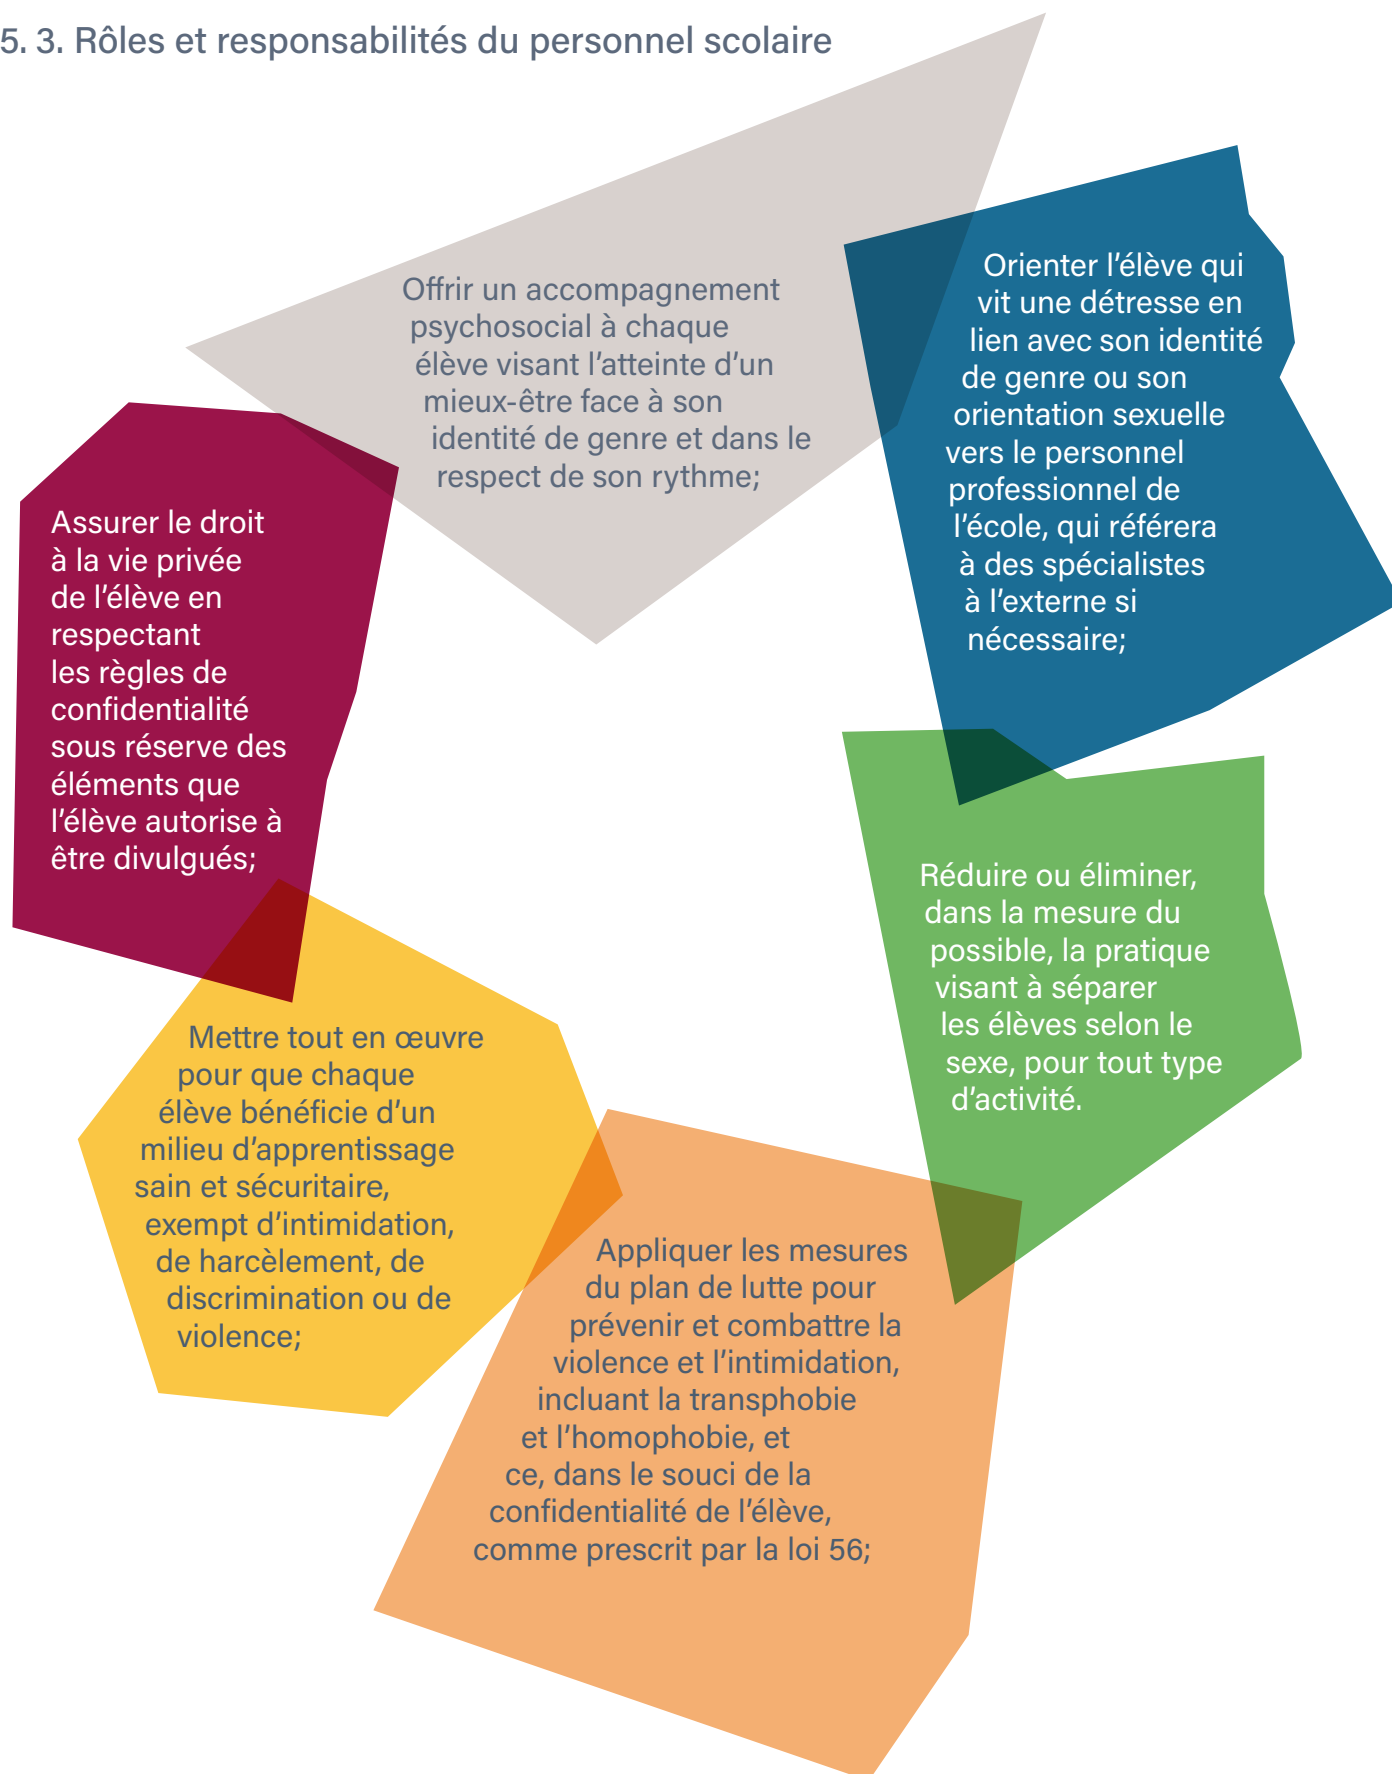 5. 3. Rôles et responsabilités du personnel scolaire
Offrir un accompagnement
psychosocial à chaque
élève visant l'atteinte d'un
mieux-être face à son
identité de genre et dans le
respect de son rythme;
Orienter l'élève qui
vit une détresse en
lien avec son identité
de genre ou son
orientation sexuelle
vers le personnel
professionnel de
l'école, qui référera
à des spécialistes
à l'externe si
nécessaire;
Assurer le droit
à la vie privée
de l'élève en
respectant
les règles de
confidentialité
sous réserve des
éléments que
l'élève autorise à
être divulgués;
Réduire ou éliminer,
dans la mesure du
possible, la pratique
visant à séparer
les élèves selon le
sexe, pour tout type
d'activité.
Mettre tout en œuvre
pour que chaque
élève bénéficie d'un
milieu d'apprentissage
sain et sécuritaire,
exempt d'intimidation,
de harcèlement, de
discrimination ou de
violence;
Appliquer les mesures
du plan de lutte pour
prévenir et combattre la
violence et l'intimidation,
incluant la transphobie
et l'homophobie, et
ce, dans le souci de la
confidentialité de l'élève,
comme prescrit par la loi 56;